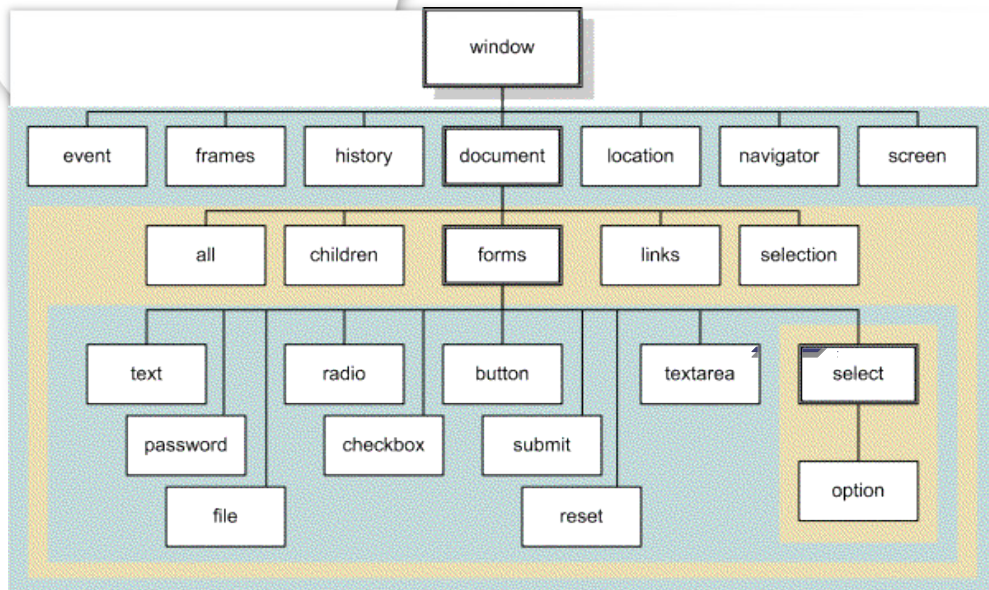 window
event frames history document location navigator screen
all children forms links selection
text radio button textarea select
password checkbox submit
option
file reset